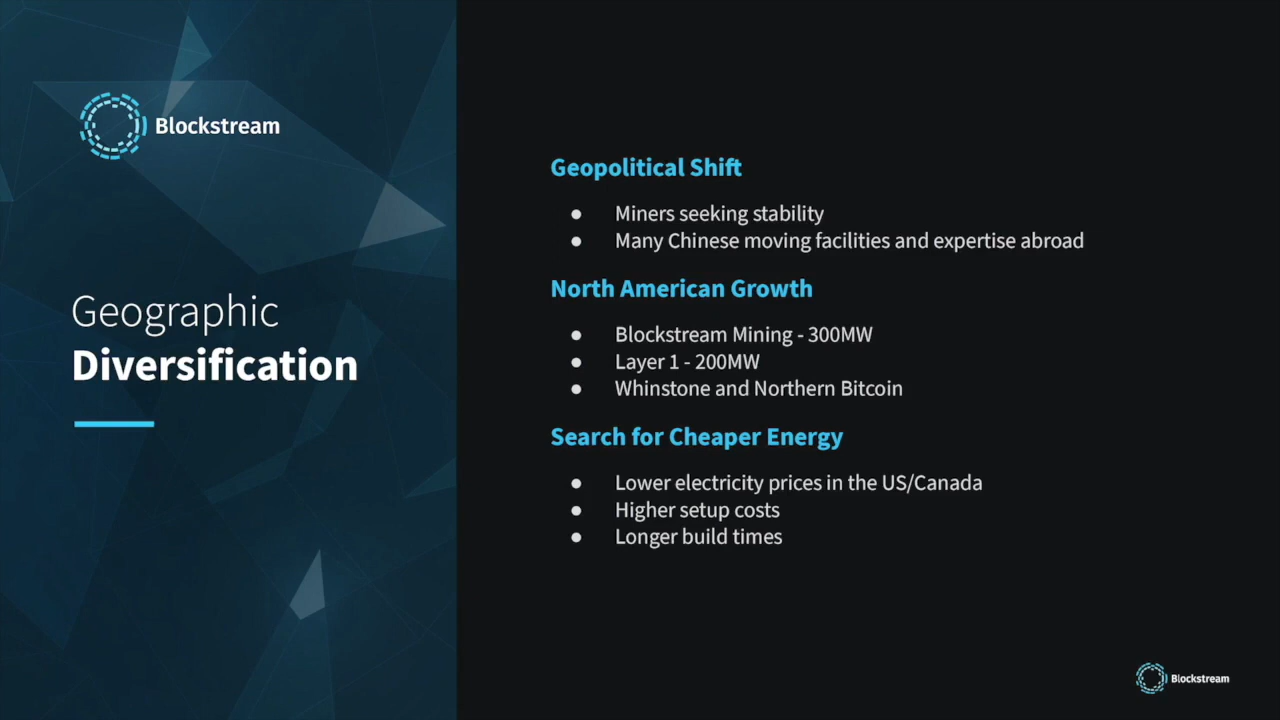 Blockstream
Geographic
Diversification
Geopolitical Shift
● Miners seeking stability
● Many Chinese moving facilities and expertise abroad
North American Growth
● Blockstream Mining - 300MW
● Layer 1 - 200MW
● Whinstone and Northern Bitcoin
Search for Cheaper Energy
● Lower electricity prices in the US/Canada
● Higher setup costs
● Longer build times
Blockstream